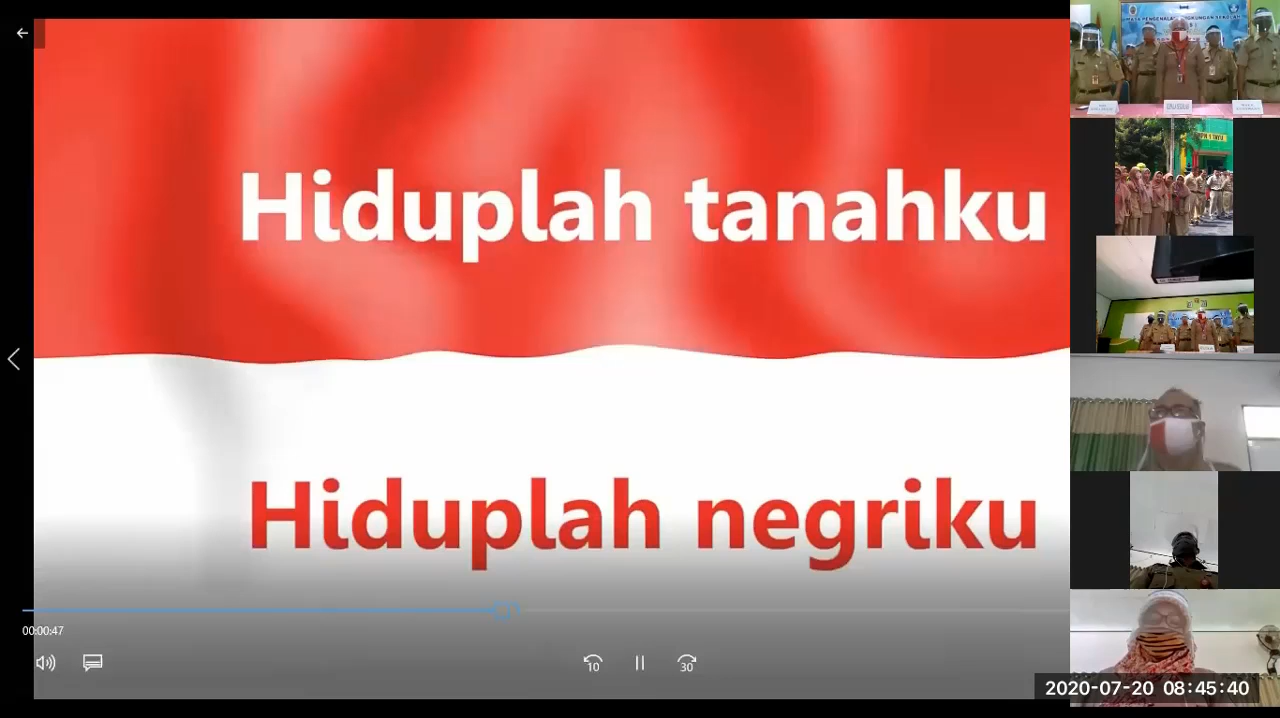 Hiduplah tanahku
Hiduplah negriku
00:00:47
10
30
2020-07-20 08:45:40